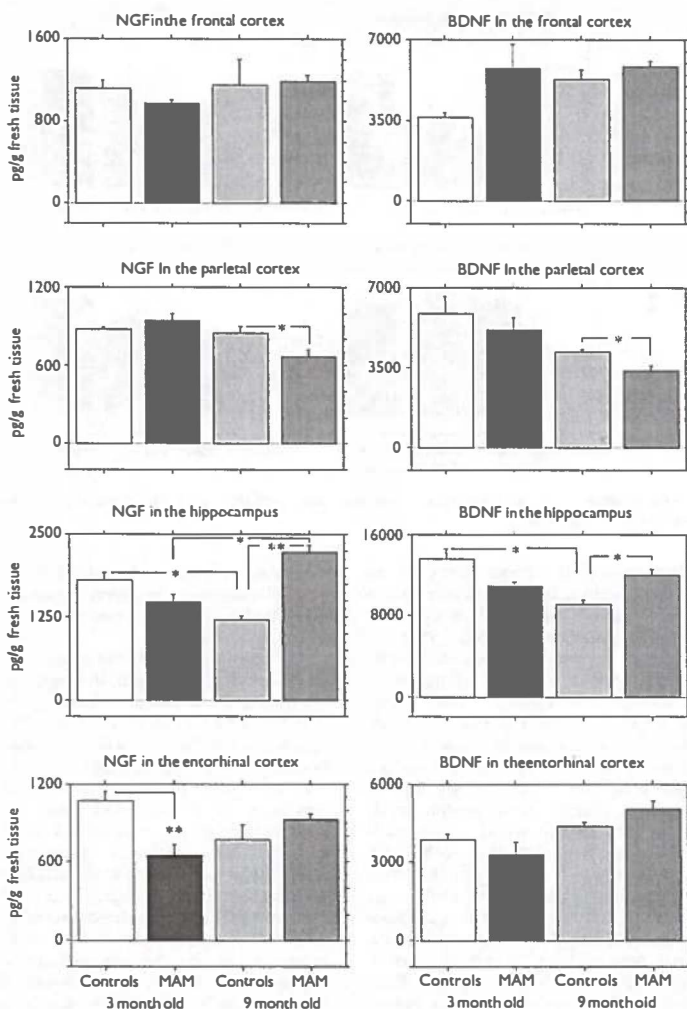 NGFin the frontal cortex
BDNF In the frontal cortex
1600
800
0
pg/g fresh tissue
7000
3500
0
NGF In the parietal cortex
BDNF In the parietal cortex
1200
600
0
pg/g fresh tissue
*
7000
3500
0
*
NGF in the hippocampus
BDNF in the hippocampus
2500
1250
0
pg/g fresh tissue
*
**
*
16000
8000
0
*
*
NGF in the entorhinal cortex
BDNF in theentorhinal cortex
1200
600
0
pg/g fresh tissue
**
6000
3000
0
Controls MAM Controls MAM
3 month old 9 month old
Controls MAM Controls MAM
3 month old 9 month old